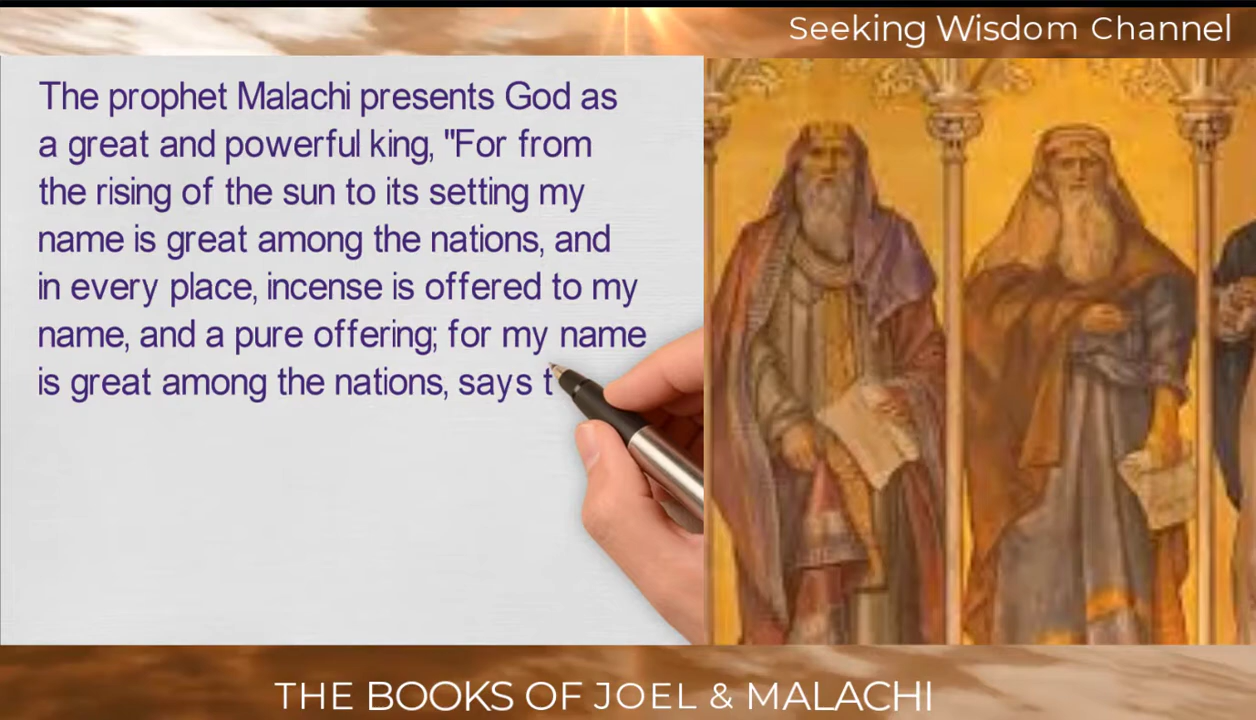 Seeking Wisdom Channel
The prophet Malachi presents God as
a great and powerful king, "For from
the rising of the sun to its setting my
name is great among the nations, and
in every place, incense is offered to my
name, and a pure offering; for my name
is great among the nations, says t
THE BOOKS OF JOEL & MALACHI